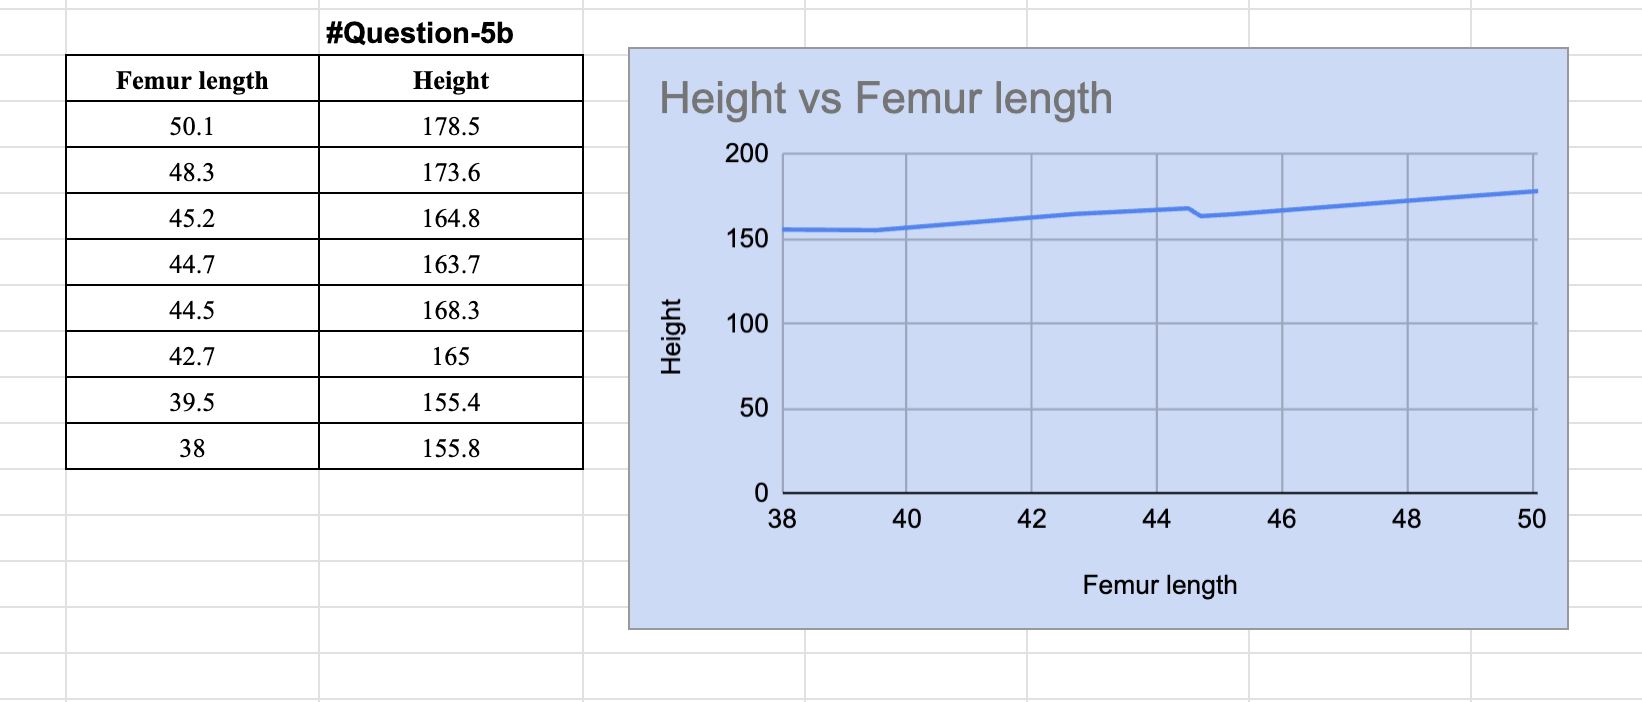 #Question-5b
Femur length Height
50.1 178.5
48.3 173.6
45.2 164.8
44.7 163.7
44.5 168.3
42.7 165
39.5 155.4
38 155.8
Height vs Femur length
200
150
100
50
0
Height
38 40 42 44 46 48 50
Femur length